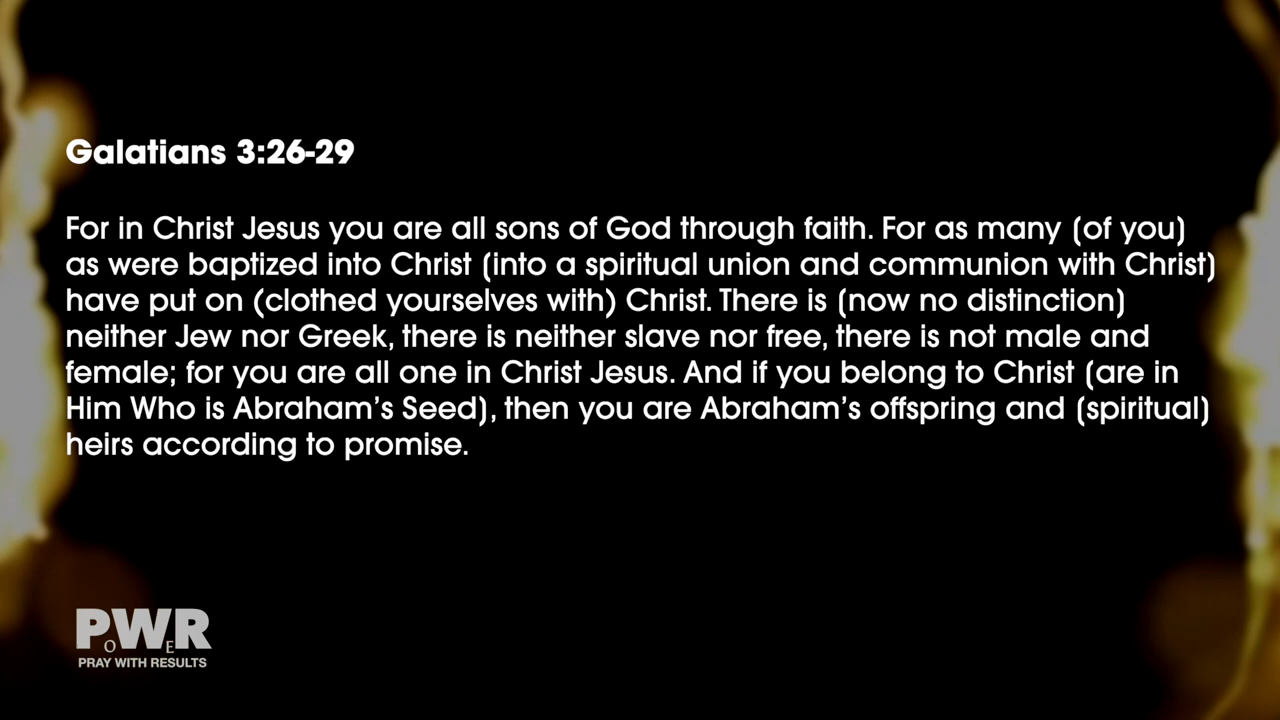 Galatians 3:26-29
For in Christ Jesus you are all sons of God through faith. For as many (of you)
as were baptized into Christ (into a spiritual union and communion with Christ)
have put on (clothed yourselves with) Christ. There is (now no distinction)
neither Jew nor Greek, there is neither slave nor free, there is not male and
female; for you are all one in Christ Jesus. And if you belong to Christ (are in
Him Who is Abraham's Seed), then you are Abraham's offspring and (spiritual)
heirs according to promise.
PoWER
PRAY WITH RESULTS